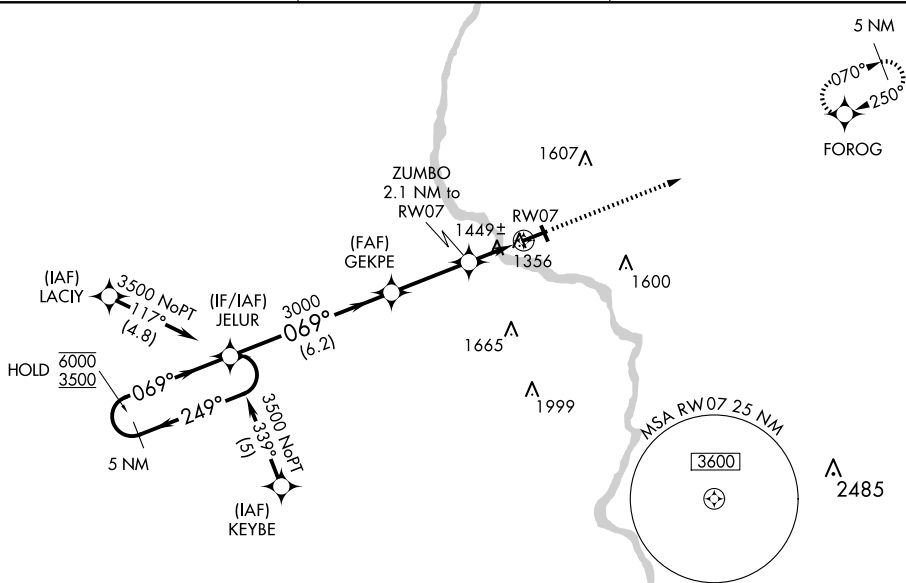 5 NM
070°
250°
FOROG
1607
ZUMBO
2.1 NM to
RW07
RW07
1449±
1356
(FAF)
GEKPE
1600
(IAF)
LACIY
3500 NoPT
117°
(4.8)
(IF/IAF)
JELUR
3000
069°
(6.2)
1665
HOLD 6000
3500
069°
249°
5 NM
3500 NoPT
339°
(5)
(IAF)
KEYBE
1999
MSA RW07 25 NM
3600
2485